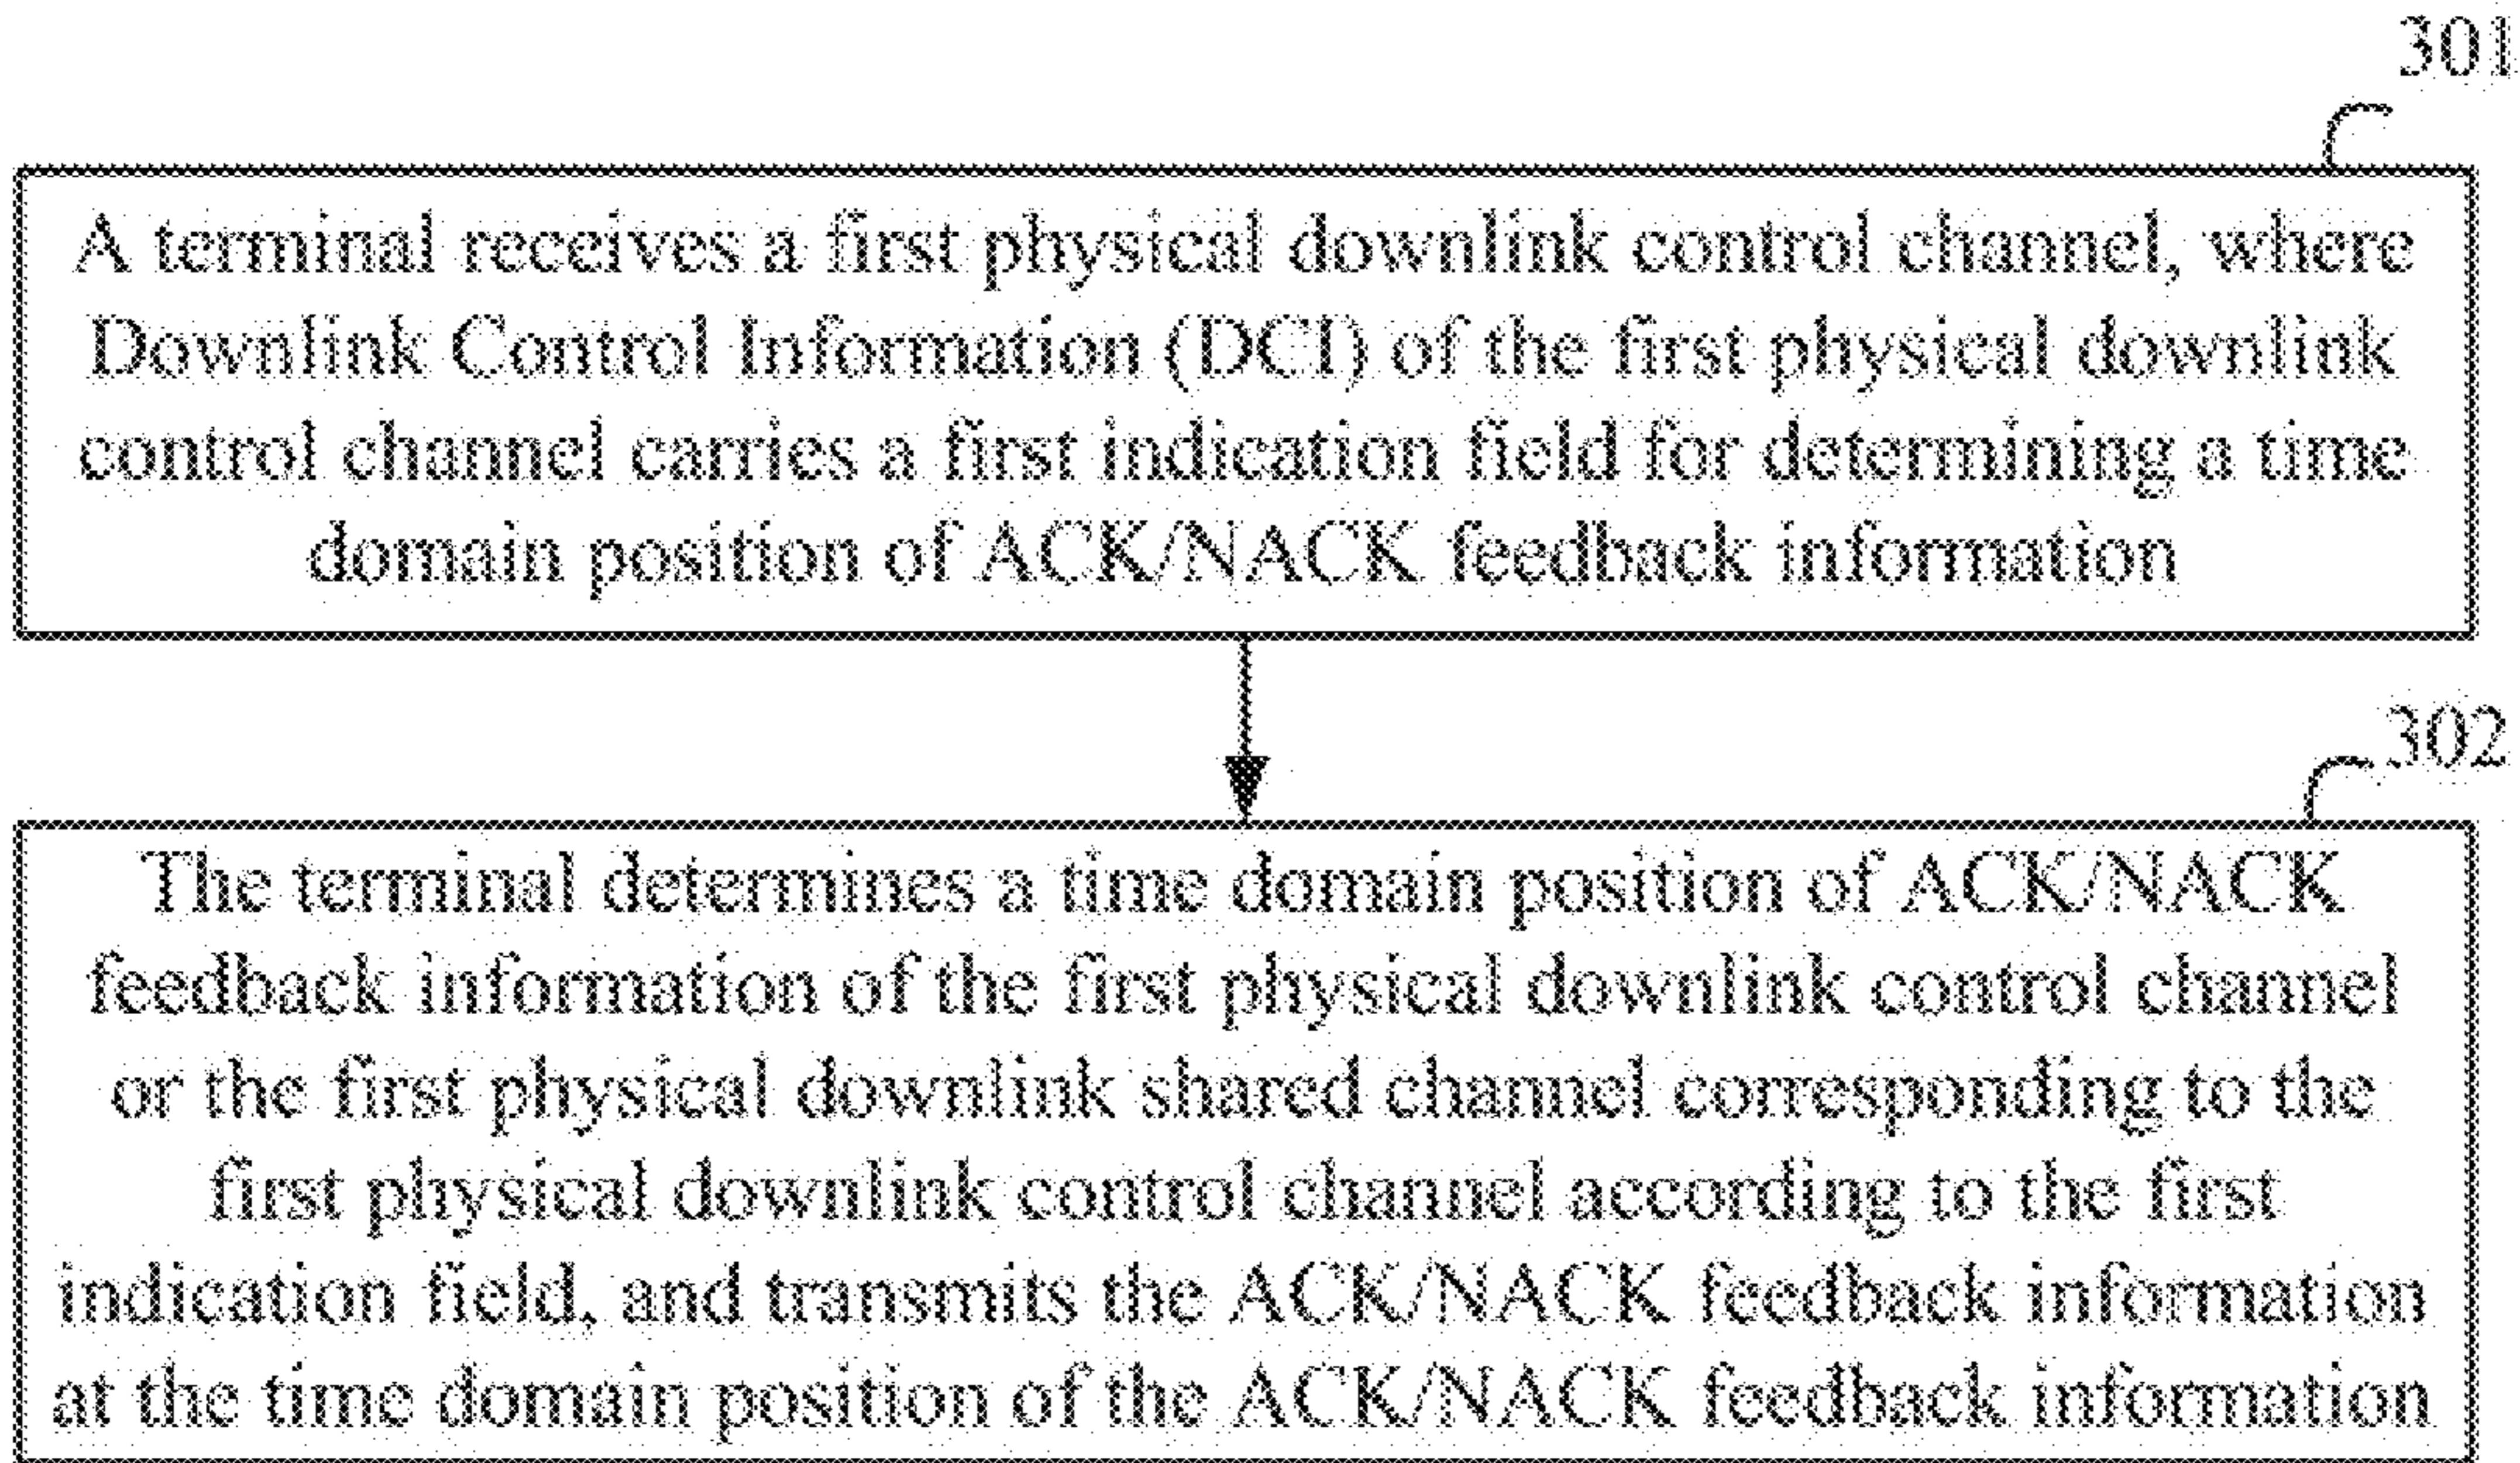 301
A terminal receives a first physical downlink control channel, where
Downlink Control Information (DCI) of the first physical downlink
control channel carries a first indication field for determining a time
domain position of ACK/NACK feedback information
302
The terminal determines a time domain position of ACK/NACK
feedback information of the first physical downlink control channel
or the first physical downlink shared channel corresponding to the
first physical downlink control channel according to the first
indication field, and transmits the ACK/NACK feedback information
at the time domain position of the ACK/NACK feedback information